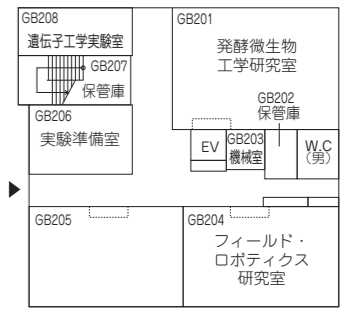 GB208
遺伝子工学実験室
GB207
保管庫
GB206
実験準備室
GB201
発酵微生物
工学研究室
GB202
保管庫
EV
GB203
機械室
W.C
(男)
GB205
GB204
フィールド・
ロボティクス
研究室